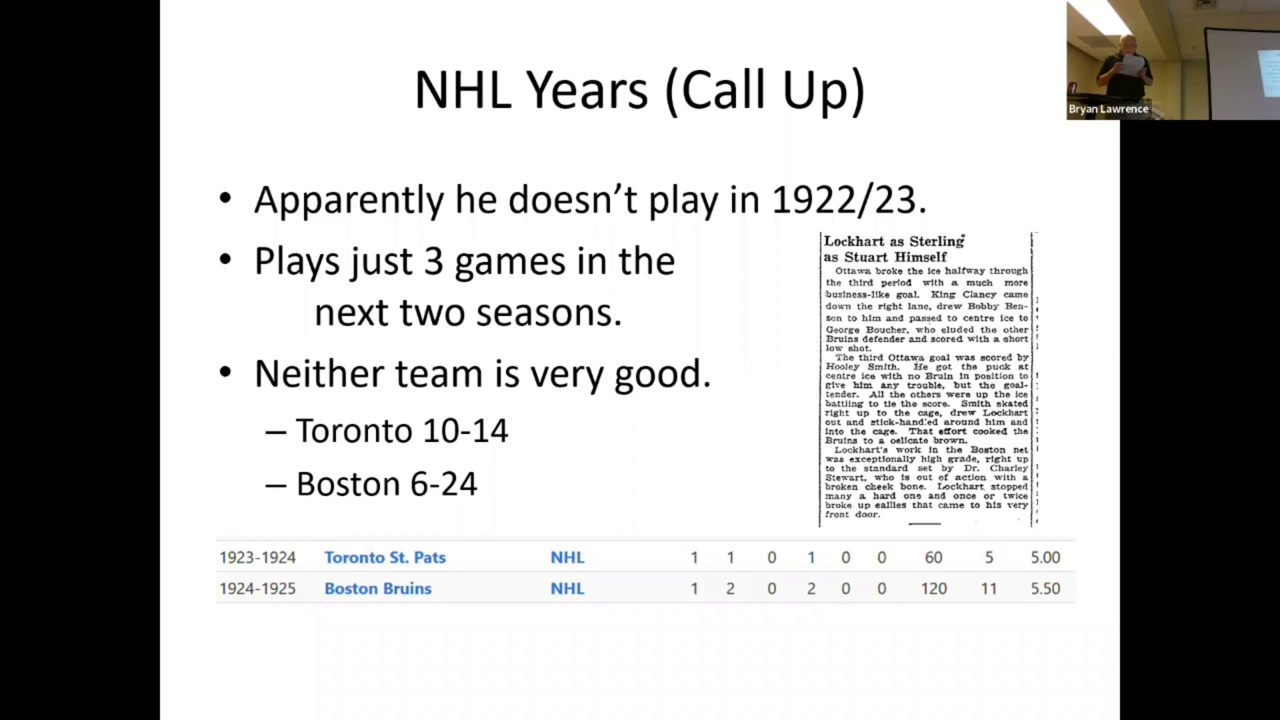 NHL Years (Call Up)
Bryan Lawrence
• Apparently he doesn't play in 1922/23.
• Plays just 3 games in the
next two seasons.
• Neither team is very good.
– Toronto 10-14
– Boston 6-24
Lockhart as Sterling
as Stuart Himself
Ottawa broke the ice halfway through
the third period with a much more
business-like goal. King Clancy came
down the right lane, drew Bobby Ben-
son to him and passed to centre ice to
George Boucher, who eluded the other
Bruins defender and scored with a short
low shot.
The third Ottawa goal was scored by
Hooley Smith. He got the puck at
centre ice with no Bruin in position to
give him any trouble, but the goal-
tender. All the others were up the ice
battling to tie the score. Smith skated
right up to the cage, drew Lockhart
out and stick-handled around him and
into the cage. That effort cooked the
Bruins to a delicate brown.
Lockhart's work in the Boston net
was exceptionally high grade, right up
to the standard set by Dr. Charley
Stewart, who is out of action with a
broken cheek bone. Lockhart stopped
many a hard one and once or twice
broke up that came to his very
front door.
1923-1924 Toronto St. Pats NHL 1 1 0 1 0 0 60 5 5.00
1924-1925 Boston Bruins NHL 1 2 0 2 0 0 120 11 5.50